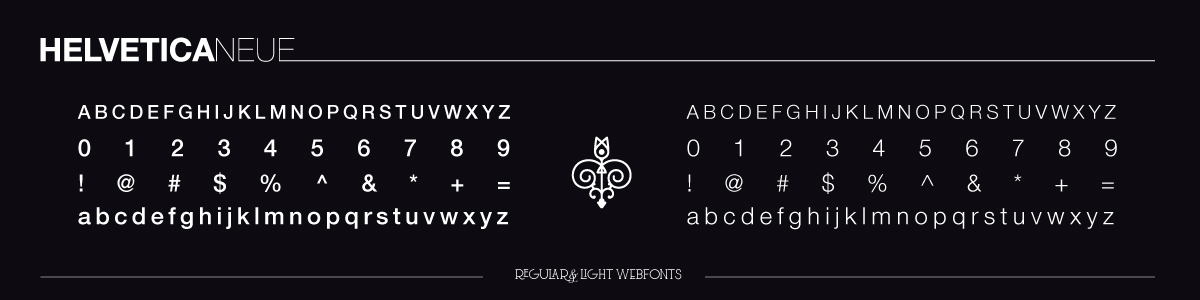 HELVETICANEUE
ABCDEFGHIJKLMNOPQRSTUVWXYZ
0 1 2 3 4 5 6 7 8 9
! @ # $ % ^ & * + =
abcdefghijklmnopqrstuvwxyz
ABCDEFGHIJKLMNOPQRSTUVWXYZ
0 1 2 3 4 5 6 7 8 9
! @ # $ % ^ & * + =
abcdefghijklmnopqrstuvwxyz
REGULAR & LIGHT WEBFONTS